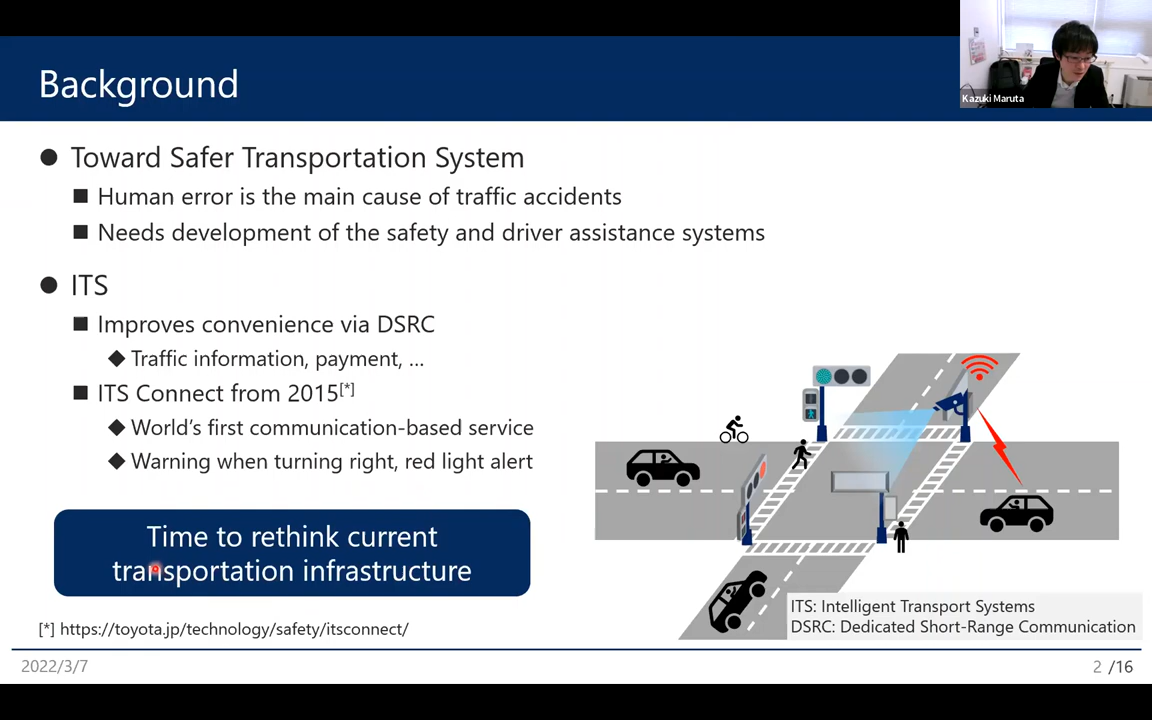 Background
Kazuki Maruta
Toward Safer Transportation System
Human error is the main cause of traffic accidents
Needs development of the safety and driver assistance systems
ITS
Improves convenience via DSRC
Traffic information, payment, ...
ITS Connect from 2015[*]
World's first communication-based service
Warning when turning right, red light alert
Time to rethink current
transportation infrastructure
ITS: Intelligent Transport Systems
DSRC: Dedicated Short-Range Communication
[*] https://toyota.jp/technology/safety/itsconnect/
2022/3/7
2 /16